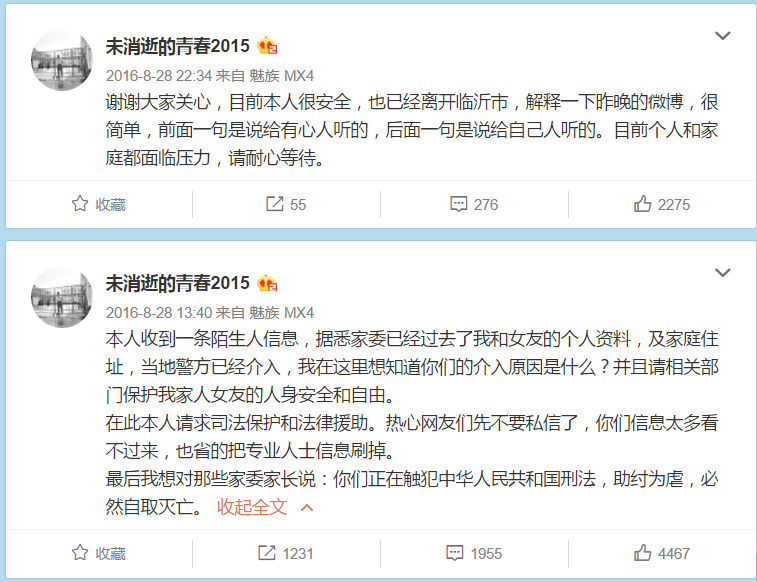 未消逝的青春2015
2016-8-28 22:34 来自 魅族 MX4
谢谢大家关心，目前本人很安全，也已经离开临沂市，解释一下昨晚的微博，很
简单，前面一句是说给有心人听的，后面一句是说给自己人听的。目前个人和家
庭都面临压力，请耐心等待。
收藏 55 276 2275
未消逝的青春2015
2016-8-28 13:40 来自 魅族 MX4
本人收到一条陌生人信息，据悉家委已经过去了我和女友的个人资料，及家庭住
址，当地警方已经介入，我在这里想知道你们的介入原因是什么？并且请相关部
门保护我家人女友的人身安全和自由。
在此本人请求司法保护和法律援助。热心网友们先不要私信了，你们信息太多看
不过来，也省的把专业人士信息刷掉。
最后我想对那些家委家长说：你们正在触犯中华人民共和国刑法，助纣为虐，必
然自取灭亡。 收起全文
收藏 1231 1955 4467